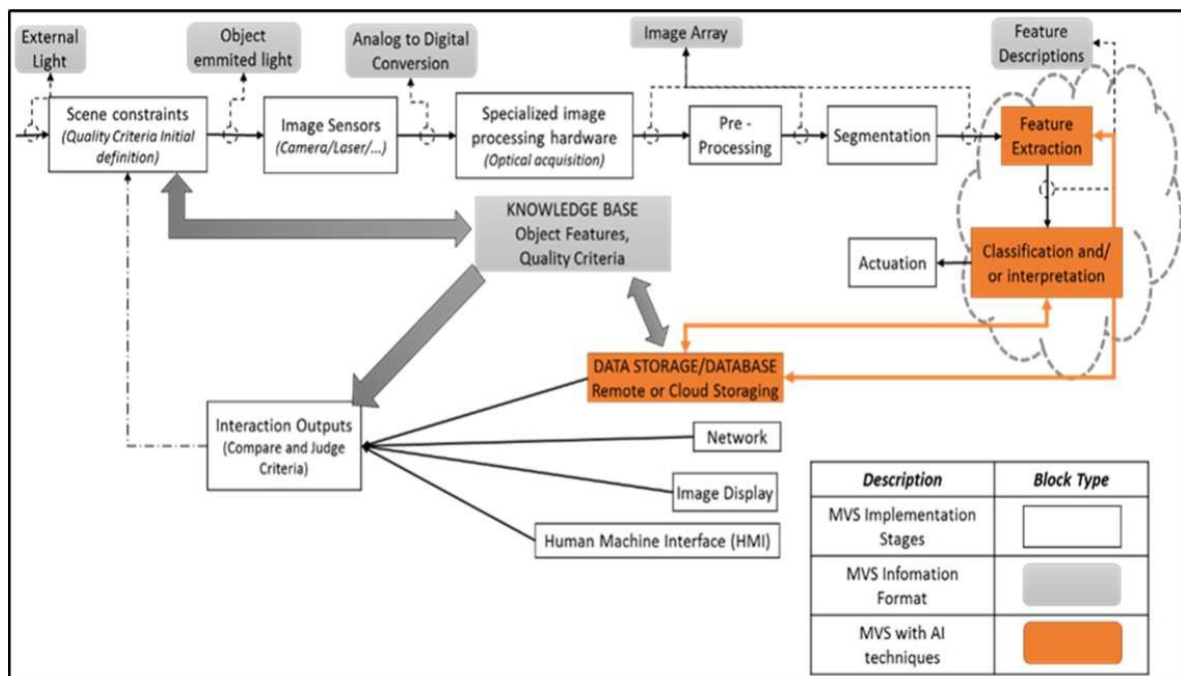 External
Light
Object
emmited light
Analog to Digital
Conversion
Image Array
Feature
Descriptions
Scene constraints
(Quality Criteria Initial
definition)
Image Sensors
(Camera/Laser/...)
Specialized image
processing hardware
(Optical acquisition)
Pre -
Processing
Segmentation
Feature
Extraction
KNOWLEDGE BASE
Object Features,
Quality Criteria
Actuation
Classification and/
or interpretation
DATA STORAGE/DATABASE
Remote or Cloud Storaging
Interaction Outputs
(Compare and Judge
Criteria)
Network
Image Display
Human Machine Interface (HMI)
Description
Block Type
MVS Implementation
Stages
MVS Infomation
Format
MVS with AI
techniques